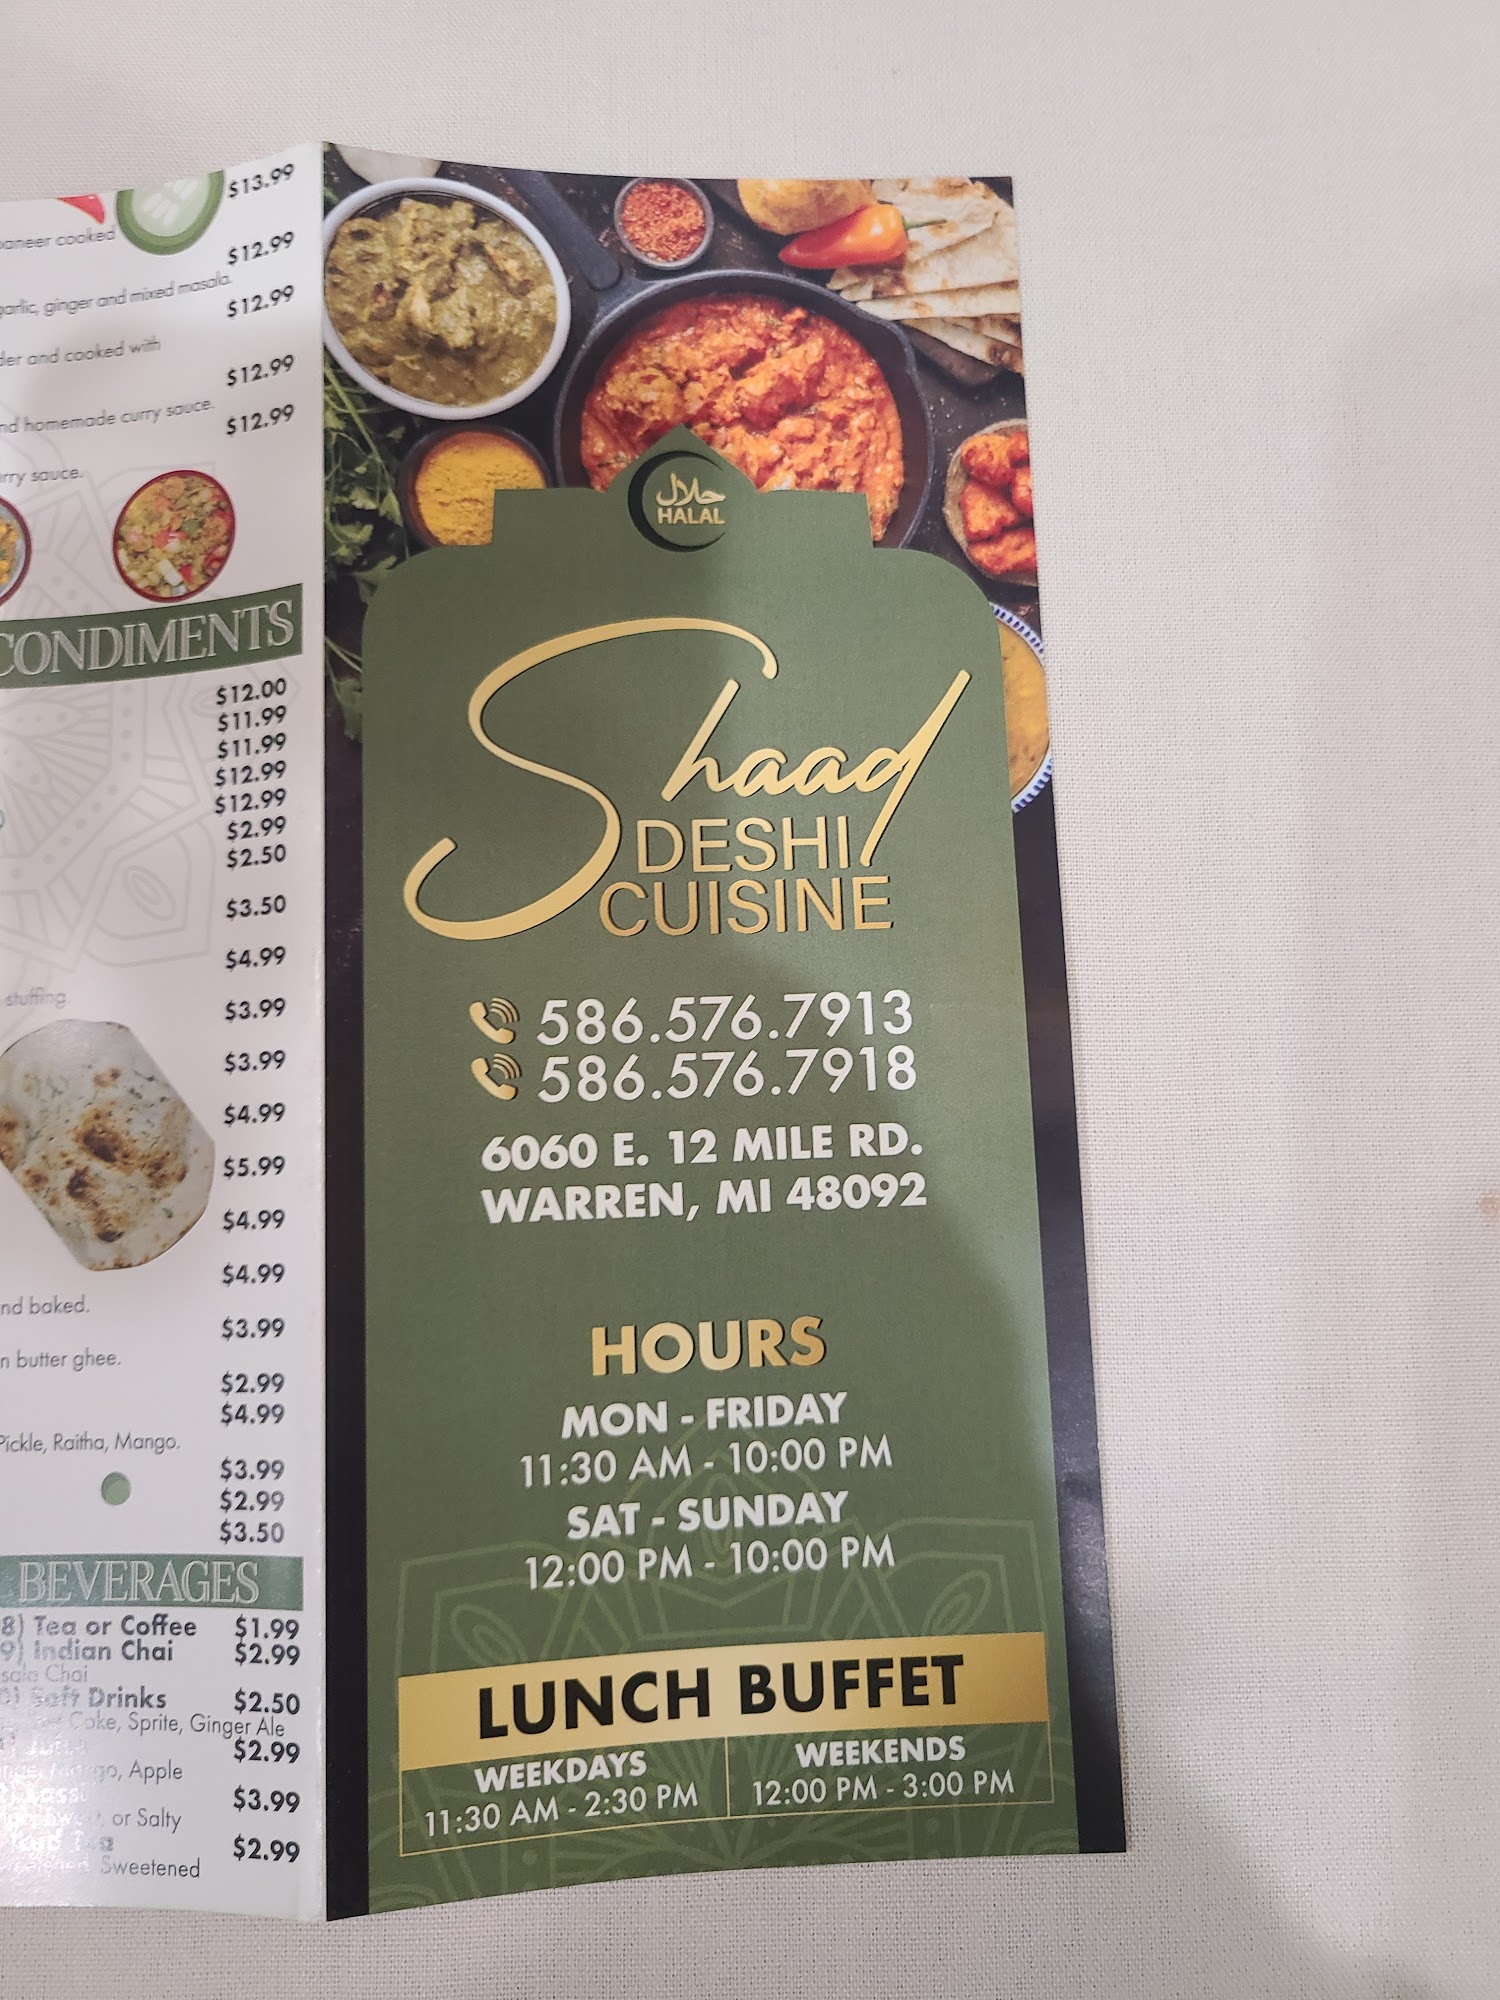 $13.99
paneer cooked
$12.99
garlic, ginger and mixed masala.
$12.99
and cooked with
$12.99
homemade curry sauce.
$12.99
sauce.
CONDIMENTS
$12.00
$11.99
$11.99
$12.99
$12.99
$2.99
$2.50
$3.50
$4.99
stuffing.
$3.99
$3.99
$4.99
$5.99
$4.99
$4.99
baked.
$3.99
butter ghee.
$2.99
$4.99
Pickle, Raitha, Mango.
$3.99
$2.99
$3.50
BEVERAGES
8) Tea or Coffee $1.99
9) Indian Chai $2.99
Chai
Soft Drinks $2.50
Coke, Sprite, Ginger Ale
$2.99
Apple
$3.99
or Salty
$2.99
Sweetened
حلال
HALAL
Shaad
DESHI
CUISINE
586.576.7913
586.576.7918
6060 E. 12 MILE RD.
WARREN, MI 48092
HOURS
MON - FRIDAY
11:30 AM - 10:00 PM
SAT - SUNDAY
12:00 PM - 10:00 PM
LUNCH BUFFET
WEEKDAYS
11:30 AM - 2:30 PM
WEEKENDS
12:00 PM - 3:00 PM